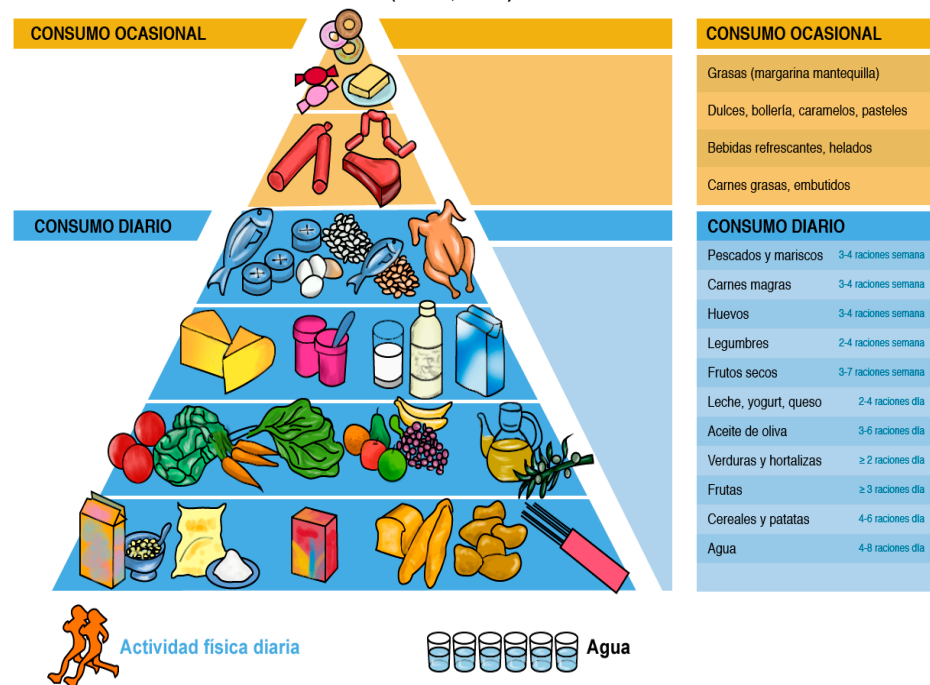 CONSUMO OCASIONAL
CONSUMO DIARIO
Actividad física diaria
Agua
CONSUMO OCASIONAL
Grasas (margarina mantequilla)
Dulces, bollería, caramelos, pasteles
Bebidas refrescantes, helados
Carnes grasas, embutidos
CONSUMO DIARIO
Pescados y mariscos 3-4 raciones semana
Carnes magras 3-4 raciones semana
Huevos 3-4 raciones semana
Legumbres 2-4 raciones semana
Frutos secos 3-7 raciones semana
Leche, yogurt, queso 2-4 raciones día
Aceite de oliva 3-6 raciones día
Verduras y hortalizas ≥ 2 raciones día
Frutas ≥ 3 raciones día
Cereales y patatas 4-6 raciones día
Agua 4-8 raciones día